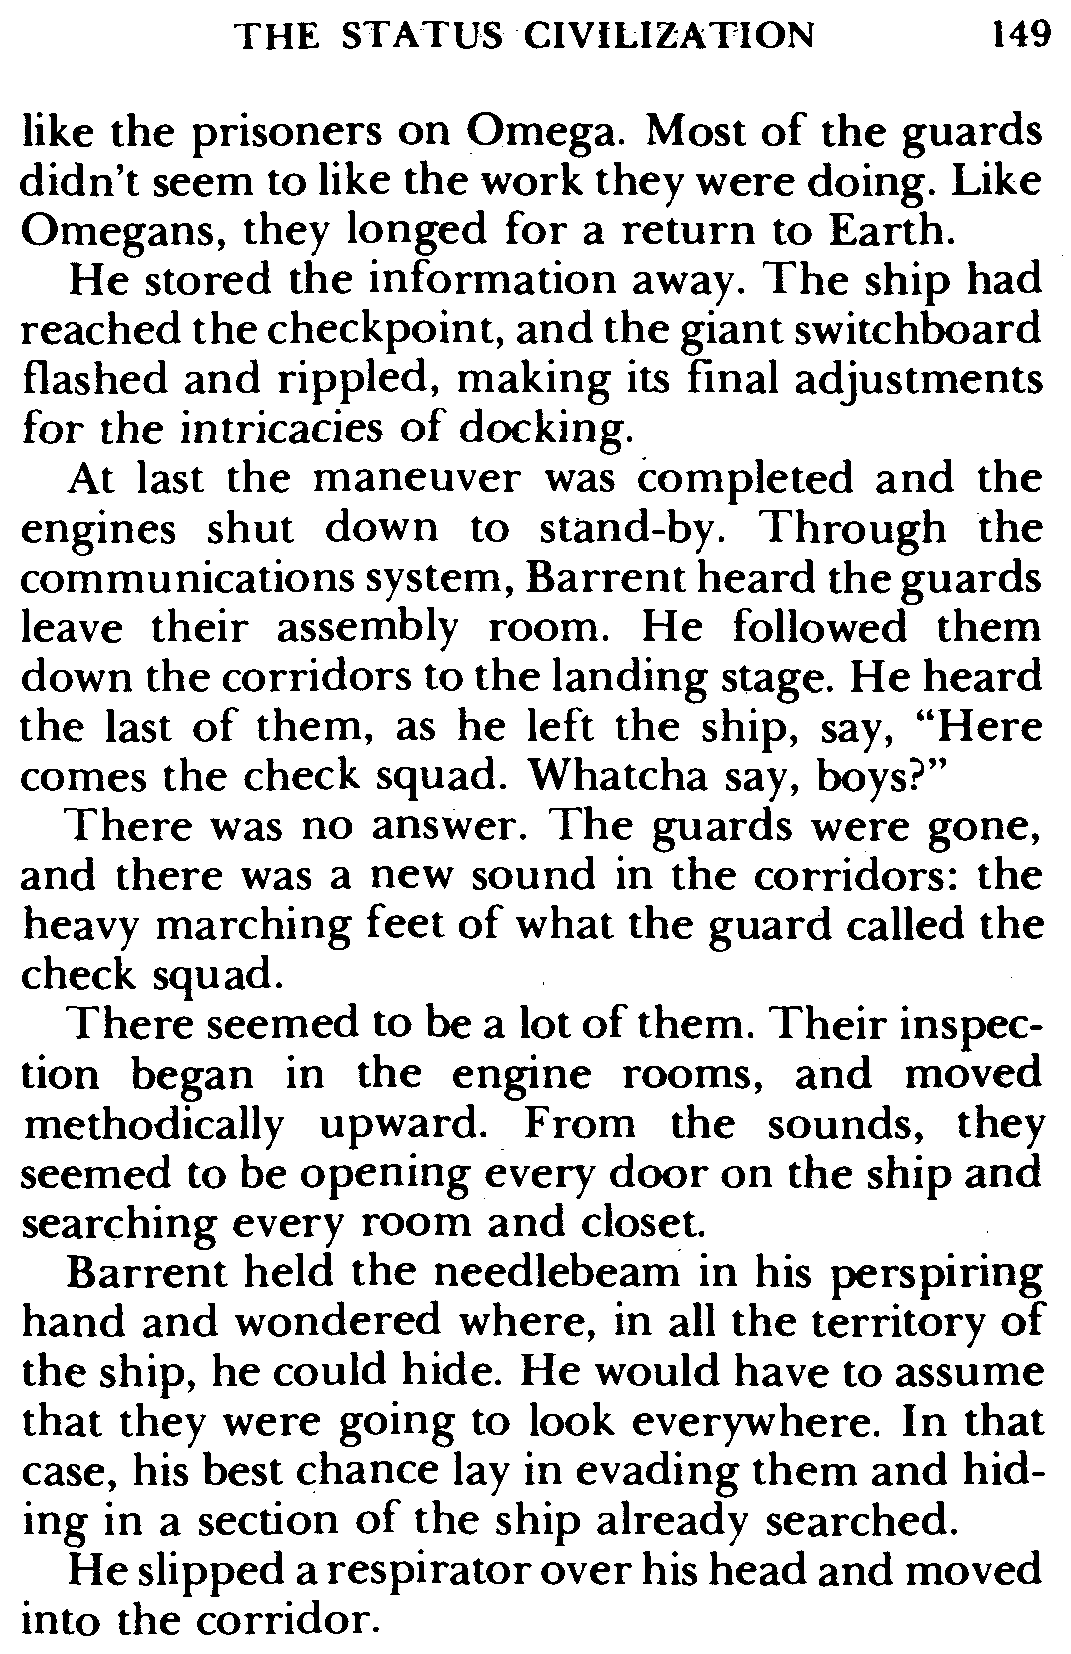 THE STATUS CIVILIZATION 149
like the prisoners on Omega. Most of the guards
didn't seem to like the work they were doing. Like
Omegans, they longed for a return to Earth.
He stored the information away. The ship had
reached the checkpoint, and the giant switchboard
flashed and rippled, making its final adjustments
for the intricacies of docking.
At last the maneuver was completed and the
engines shut down to stand-by. Through the
communications system, Barrent heard the guards
leave their assembly room. He followed them
down the corridors to the landing stage. He heard
the last of them, as he left the ship, say, “Here
comes the check squad. Whatcha say, boys?”
There was no answer. The guards were gone,
and there was a new sound in the corridors: the
heavy marching feet of what the guard called the
check squad.
There seemed to be a lot of them. Their inspec-
tion began in the engine rooms, and moved
methodically upward. From the sounds, they
seemed to be opening every door on the ship and
searching every room and closet.
Barrent held the needlebeam in his perspiring
hand and wondered where, in all the territory of
the ship, he could hide. He would have to assume
that they were going to look everywhere. In that
case, his best chance lay in evading them and hid-
ing in a section of the ship already searched.
He slipped a respirator over his head and moved
into the corridor.